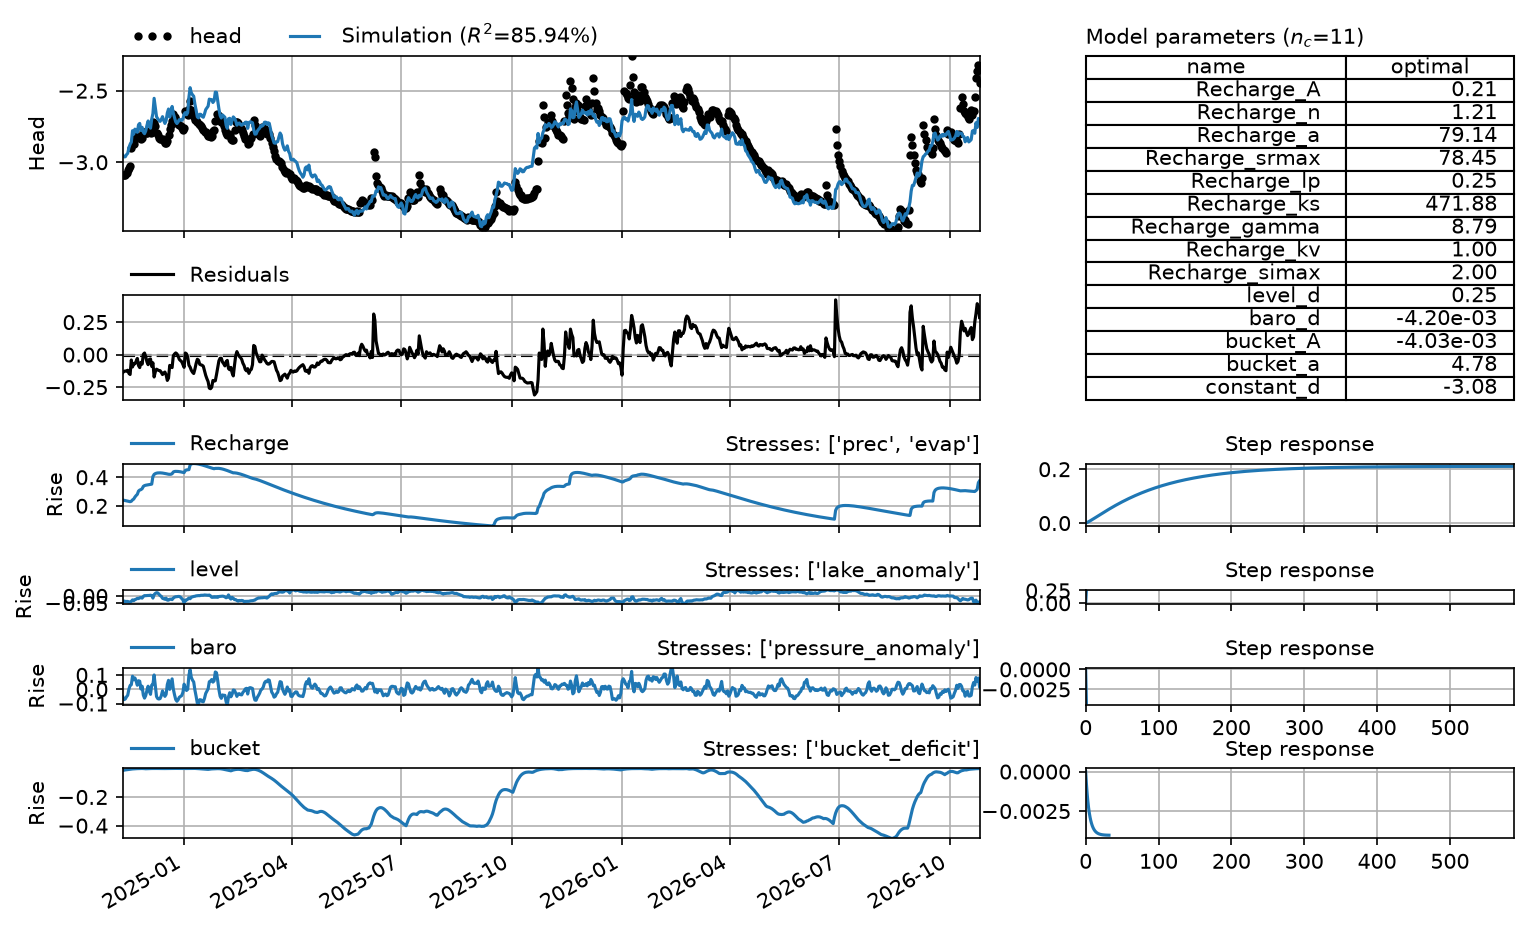 head
Simulation (R²=85.94%)
Head
−2.5
−3.0
Model parameters (n_c=11)
name optimal
Recharge_A 0.21
Recharge_n 1.21
Recharge_a 79.14
Recharge_srmax 78.45
Recharge_lp 0.25
Recharge_ks 471.88
Recharge_gamma 8.79
Recharge_kv 1.00
Recharge_simax 2.00
level_d 0.25
baro_d -4.20e-03
bucket_A -4.03e-03
bucket_a 4.78
constant_d -3.08
Residuals
0.25
0.00
−0.25
Recharge
Stresses: ['prec', 'evap']
Rise
0.4
0.2
Step response
0.2
0.0
level
Stresses: ['lake_anomaly']
Rise
0.00
−0.05
Step response
0.25
0.00
baro
Stresses: ['pressure_anomaly']
Rise
0.1
0.0
−0.1
Step response
0.0000
−0.0025
0 100 200 300 400 500
bucket
Stresses: ['bucket_deficit']
Rise
−0.2
−0.4
2025-01 2025-04 2025-07 2025-10 2026-01 2026-04 2026-07 2026-10
Step response
0.0000
−0.0025
0 100 200 300 400 500